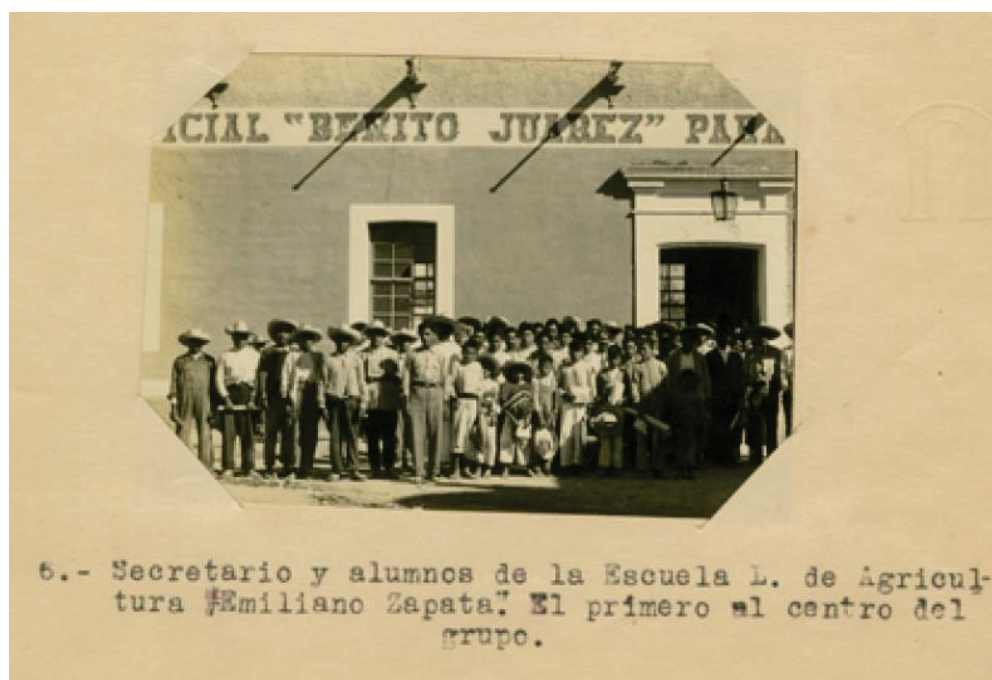 CIAL "BENITO JUAREZ" PARA
6.- Secretario y alumnos de la Escuela L. de Agricul-
tura "Emiliano Zapata". El primero al centro del
grupo.